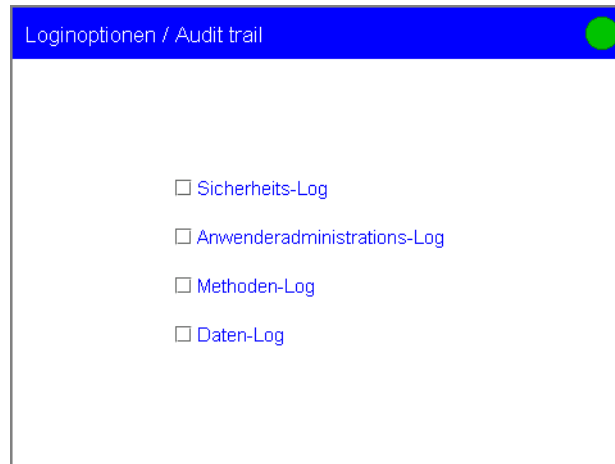 Loginoptionen / Audit trail
Sicherheits-Log
Anwenderadministrations-Log
Methoden-Log
Daten-Log